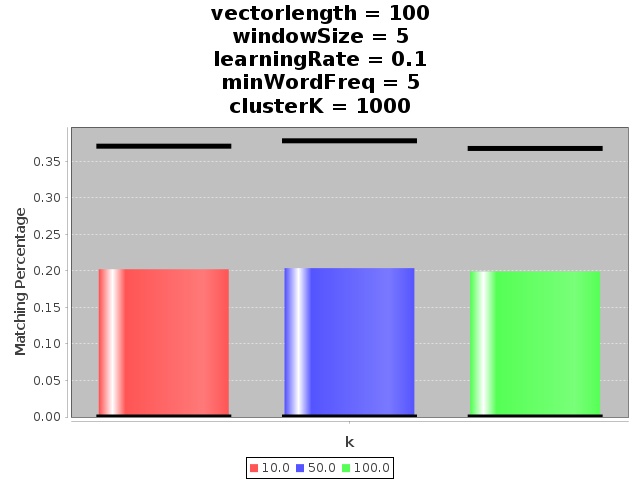 vectorlength = 100
windowSize = 5
learningRate = 0.1
minWordFreq = 5
clusterK = 1000
Matching Percentage
0.35
0.30
0.25
0.20
0.15
0.10
0.05
0.00
k
10.0 50.0 100.0